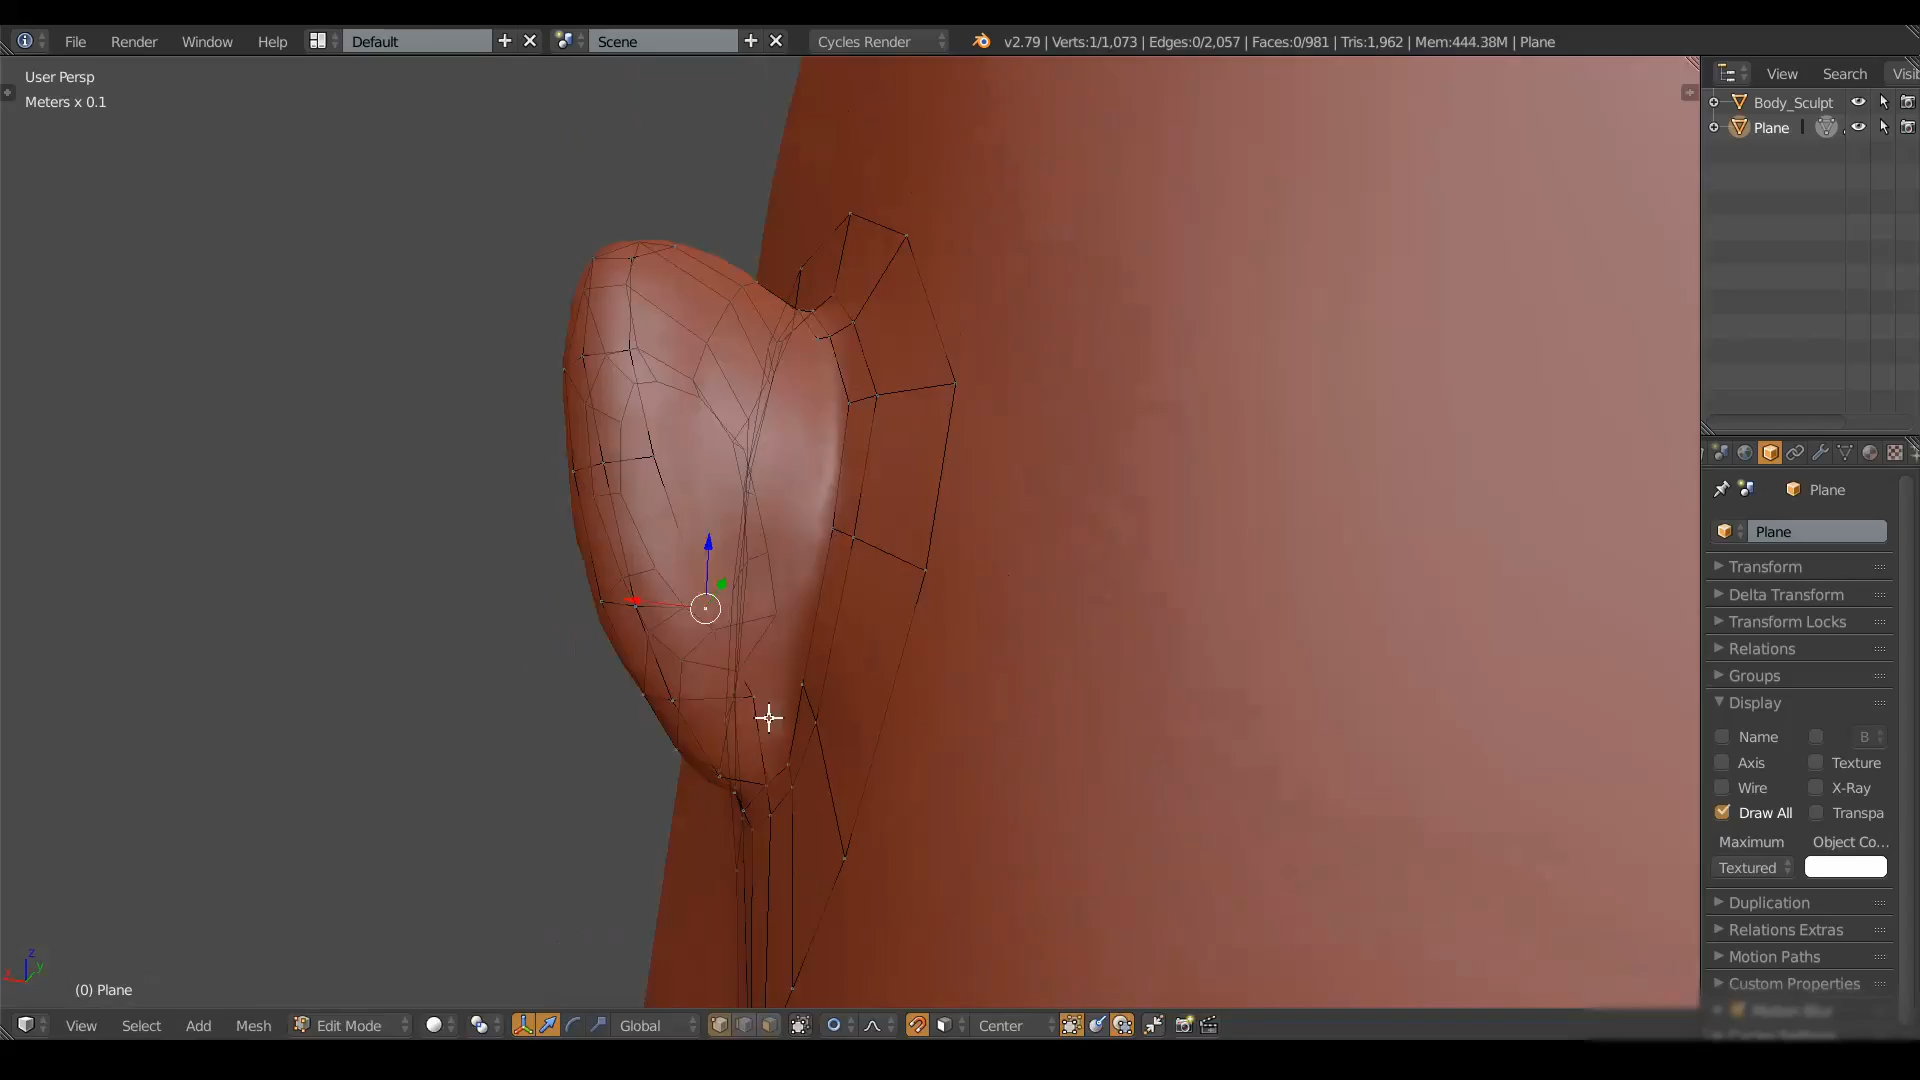 File Render Window Help Default Scene Cycles Render v2.79 | Verts:1/1,073 | Edges:0/2,057 | Faces:0/981 | Tris:1,962 | Mem:444.38M | Plane
User Persp
Meters x 0.1
View Search Visil
Body_Sculpt
Plane
Plane
Plane
Transform
Delta Transform
Transform Locks
Relations
Groups
Display
Name B
Axis Texture
Wire X-Ray
Draw All Transpa
Maximum Object Co...
Textured
Duplication
Relations Extras
Motion Paths
Custom Properties
z
y
x
(0) Plane
View Select Add Mesh Edit Mode Global Center